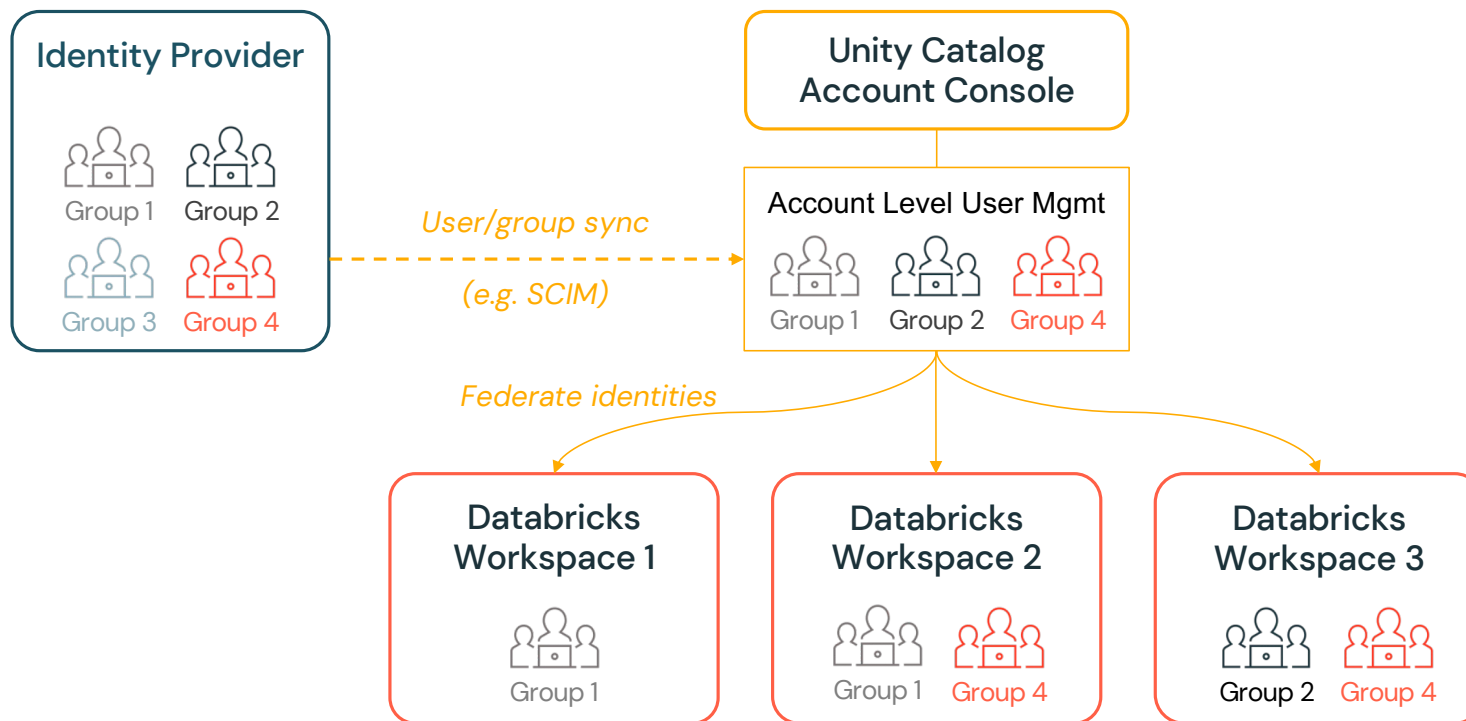 Identity Provider
Group 1
Group 2
Group 3
Group 4
User/group sync
(e.g. SCIM)
Unity Catalog
Account Console
Account Level User Mgmt
Group 1
Group 2
Group 4
Federate identities
Databricks
Workspace 1
Group 1
Databricks
Workspace 2
Group 1
Group 4
Databricks
Workspace 3
Group 2
Group 4